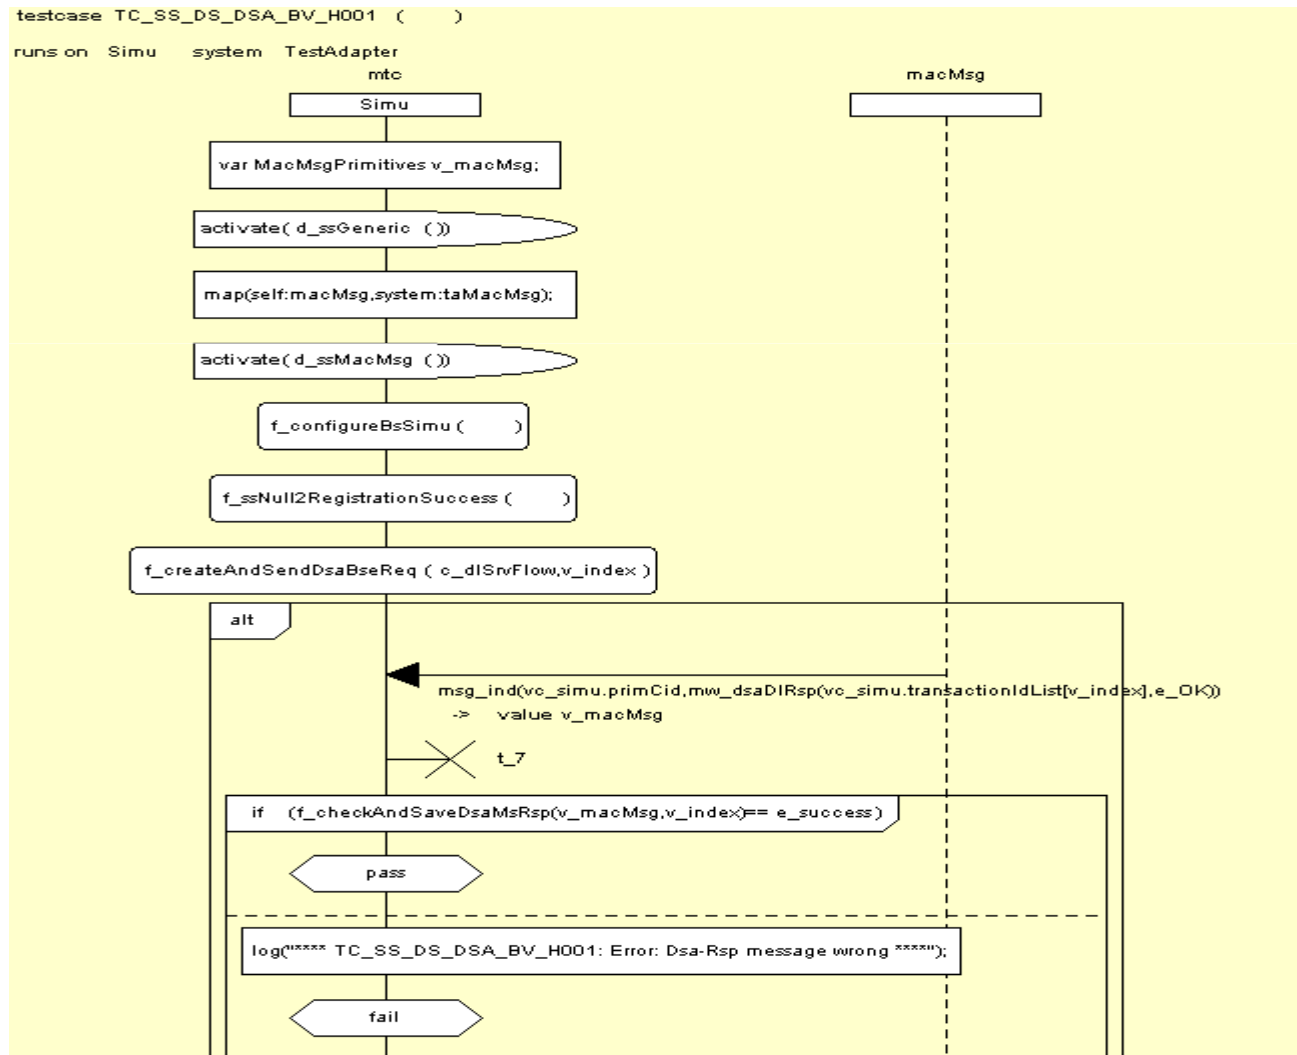 testcase TC_SS_DS_DSA_BV_H001 ( )
runs on Simu system TestAdapter
mtc macMsg
Simu
var MacMsgPrimitives v_macMsg;
activate( d_ssGeneric ())
map(self:macMsg,system:taMacMsg);
activate( d_ssMacMsg ())
f_configureBsSimu ( )
f_ssNull2RegistrationSuccess ( )
f_createAndSendDsaBseReq ( c_dlSrvFlow,v_index )
alt
msg_ind(vc_simu.primCid,mw_dsaDlRsp(vc_simu.transactionIdList[v_index],e_OK))
-> value v_macMsg
t_7
if (f_checkAndSaveDsaMsRsp(v_macMsg,v_index)== e_success)
pass
log("**** TC_SS_DS_DSA_BV_H001: Error: Dsa-Rsp message wrong ****");
fail